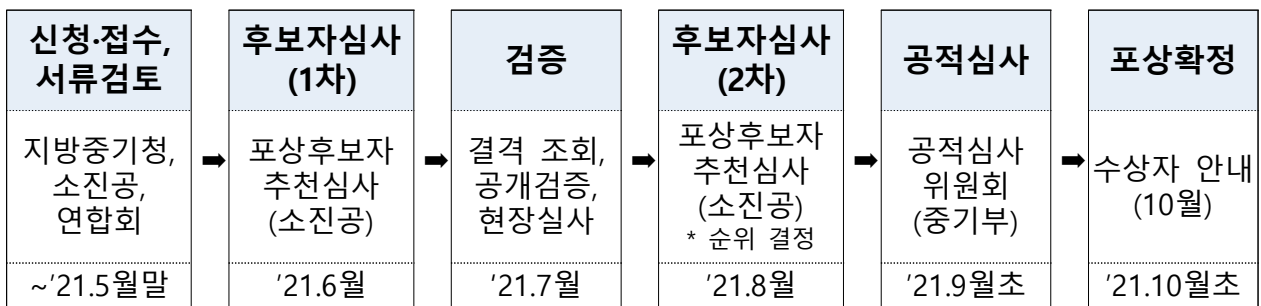 신청·접수,
서류검토
지방중기청,
소진공,
연합회
~'21.5월말
➡
후보자심사
(1차)
포상후보자
추천심사
(소진공)
'21.6월
➡
검증
결격 조회,
공개검증,
현장실사
'21.7월
➡
후보자심사
(2차)
포상후보자
추천심사
(소진공)
* 순위 결정
'21.8월
➡
공적심사
공적심사
위원회
(중기부)
'21.9월초
➡
포상확정
수상자 안내
(10월)
'21.10월초